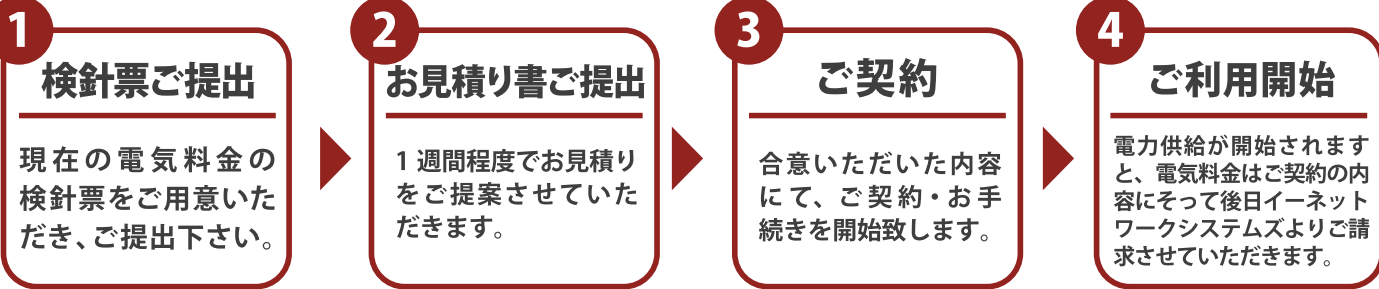 1
検針票ご提出
現在の電気料金の
検針票をご用意いた
だき、ご提出下さい。
2
お見積り書ご提出
1週間程度でお見積り
をご提案させていた
だきます。
3
ご契約
合意いただいた内容
にて、ご契約・お手
続きを開始致します。
4
ご利用開始
電力供給が開始されます
と、電気料金はご契約の内
容にそって後日イーネット
ワークシステムズよりご請
求させていただきます。